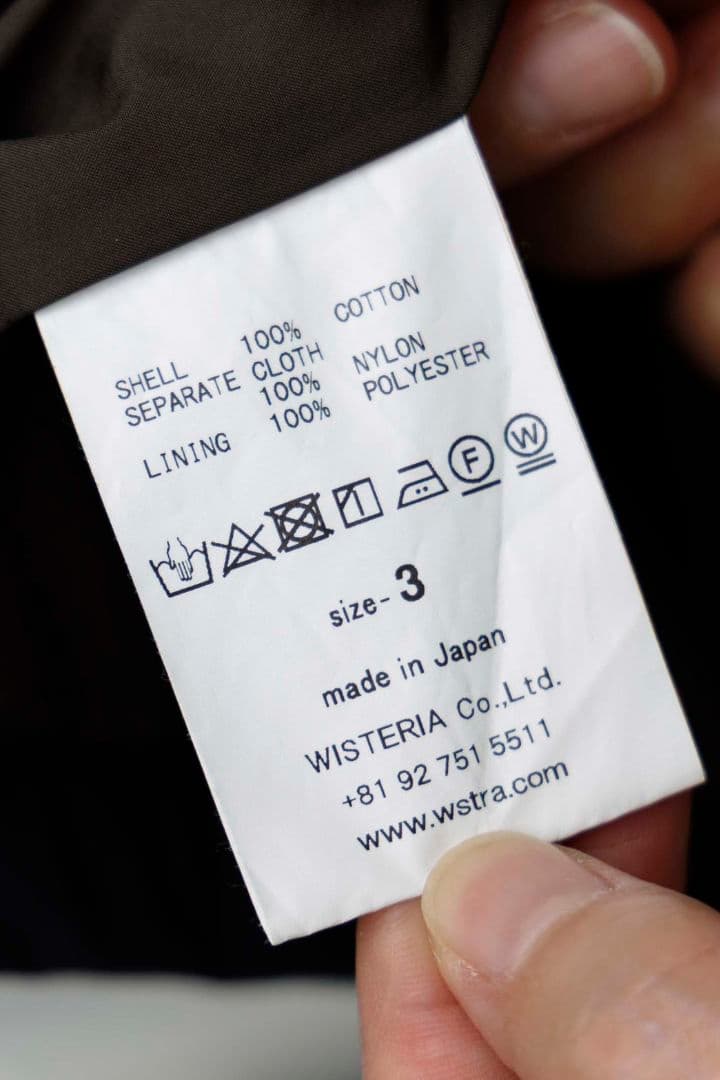 SHELL 100% COTTON
SEPARATE CLOTH
100% NYLON
LINING 100% POLYESTER
F W
size- 3
made in Japan
WISTERIA Co.,Ltd.
+81 92 751 5511
www.wstra.com